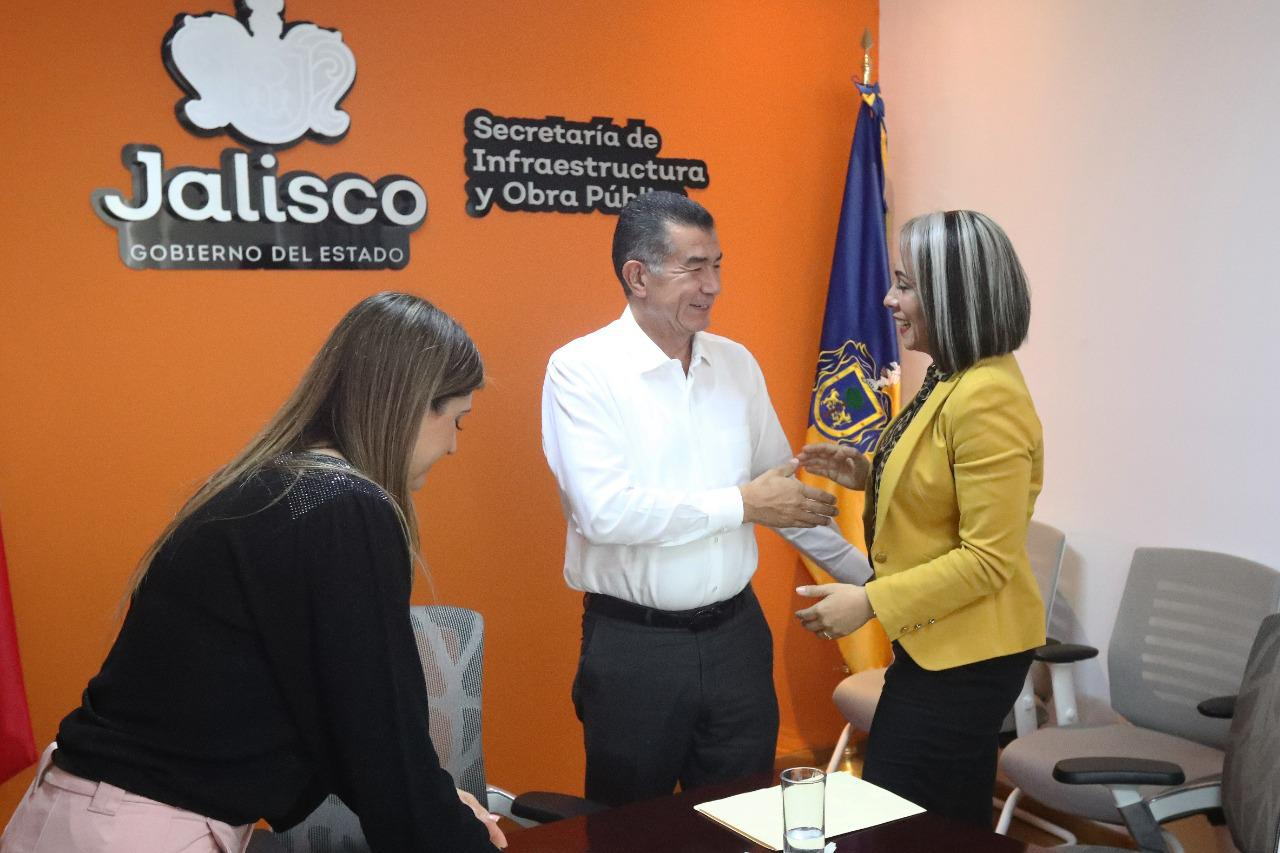 Jalisco
GOBIERNO DEL ESTADO
Secretaría de
Infraestructura
y Obra